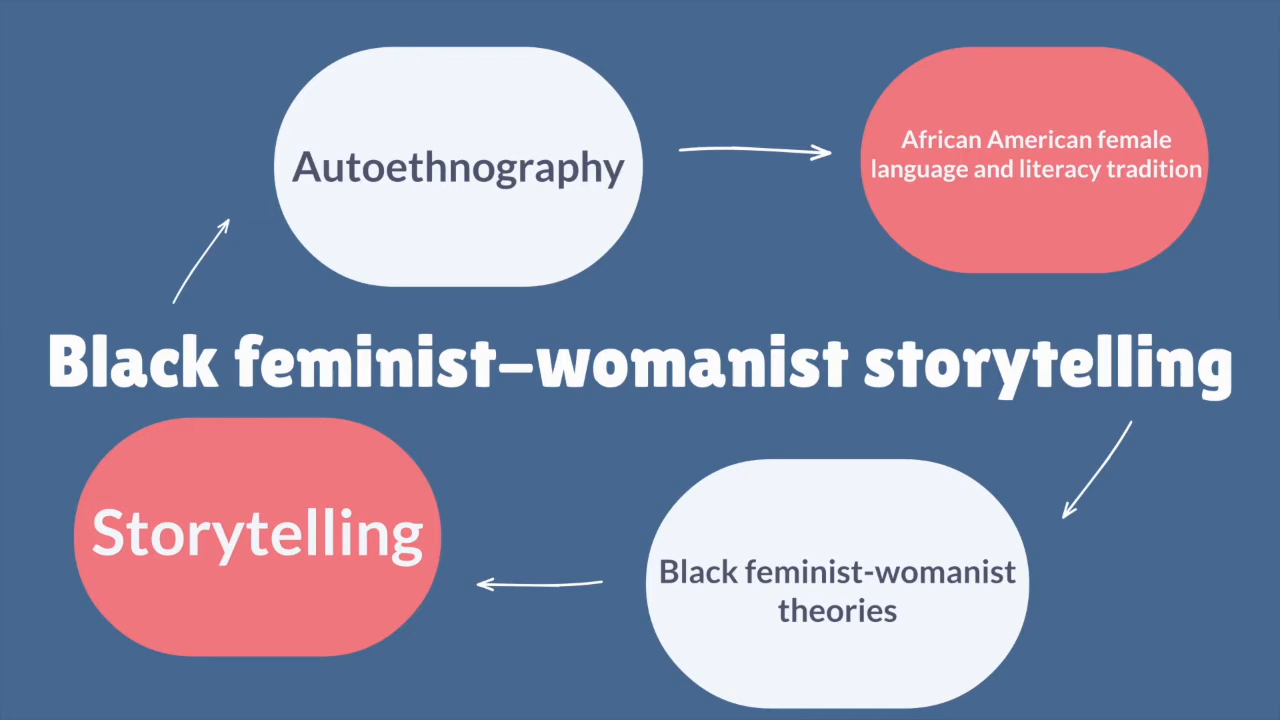 Autoethnography
African American female
language and literacy tradition
Black feminist-womanist storytelling
Storytelling
Black feminist-womanist
theories